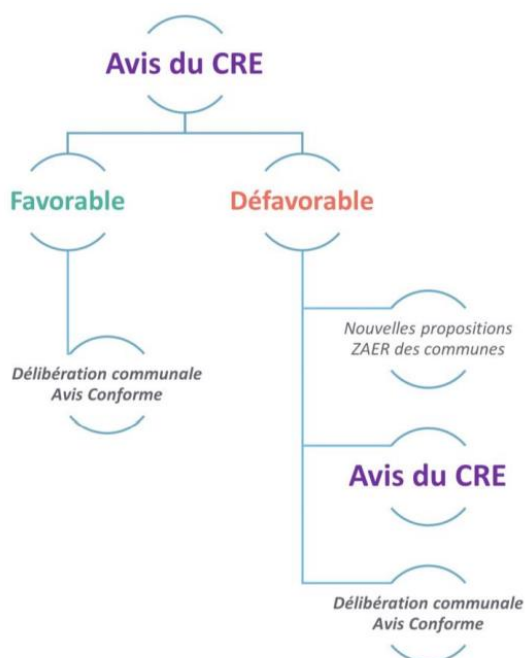 Avis du CRE
Favorable
Défavorable
Délibération communale
Avis Conforme
Nouvelles propositions
ZAER des communes
Avis du CRE
Délibération communale
Avis Conforme